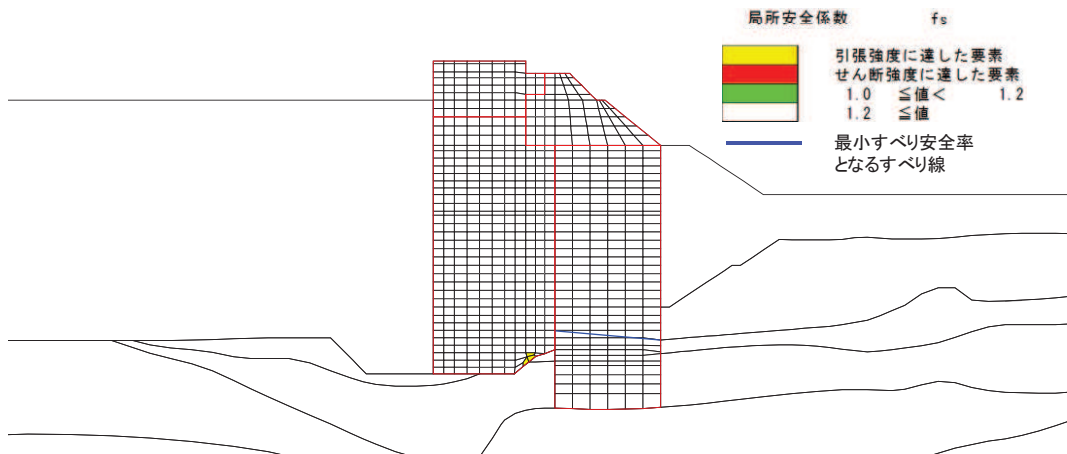 局所安全係数 fs
引張強度に達した要素
せん断強度に達した要素
1.0 ≦値< 1.2
1.2 ≦値
最小すべり安全率
となるすべり線